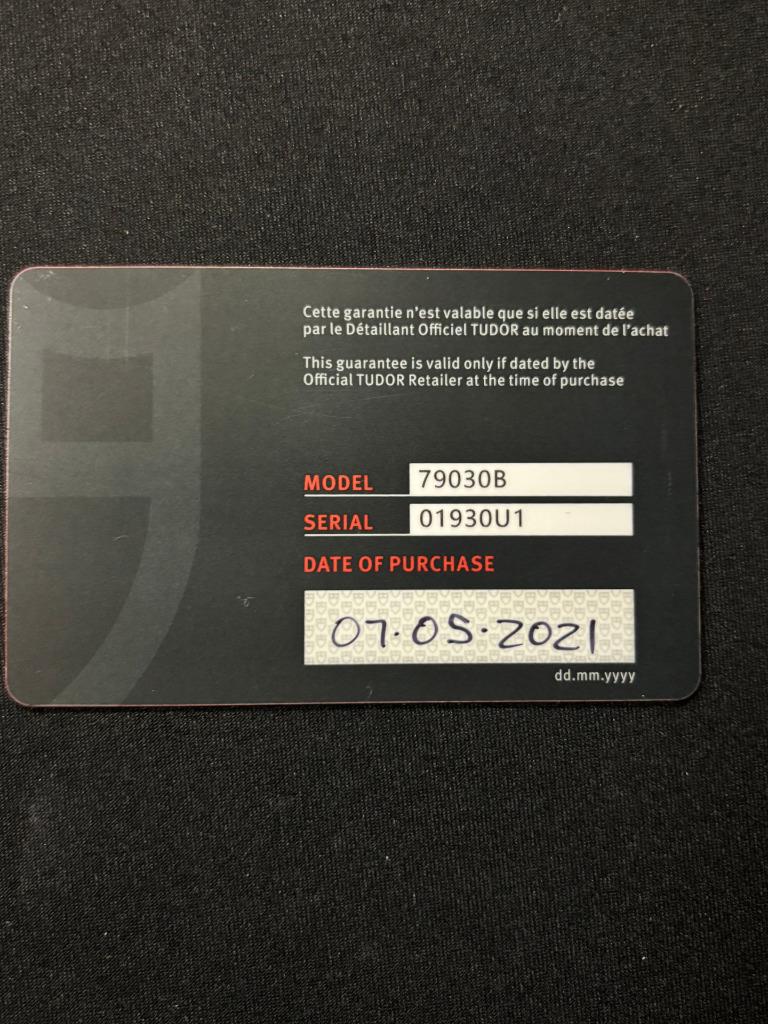 Cette garantie n'est valable que si elle est datée
par le Détaillant Officiel TUDOR au moment de l'achat
This guarantee is valid only if dated by the
Official TUDOR Retailer at the time of purchase
MODEL 79030B
SERIAL 01930U1
DATE OF PURCHASE
07.05.2021
dd.mm.yyyy